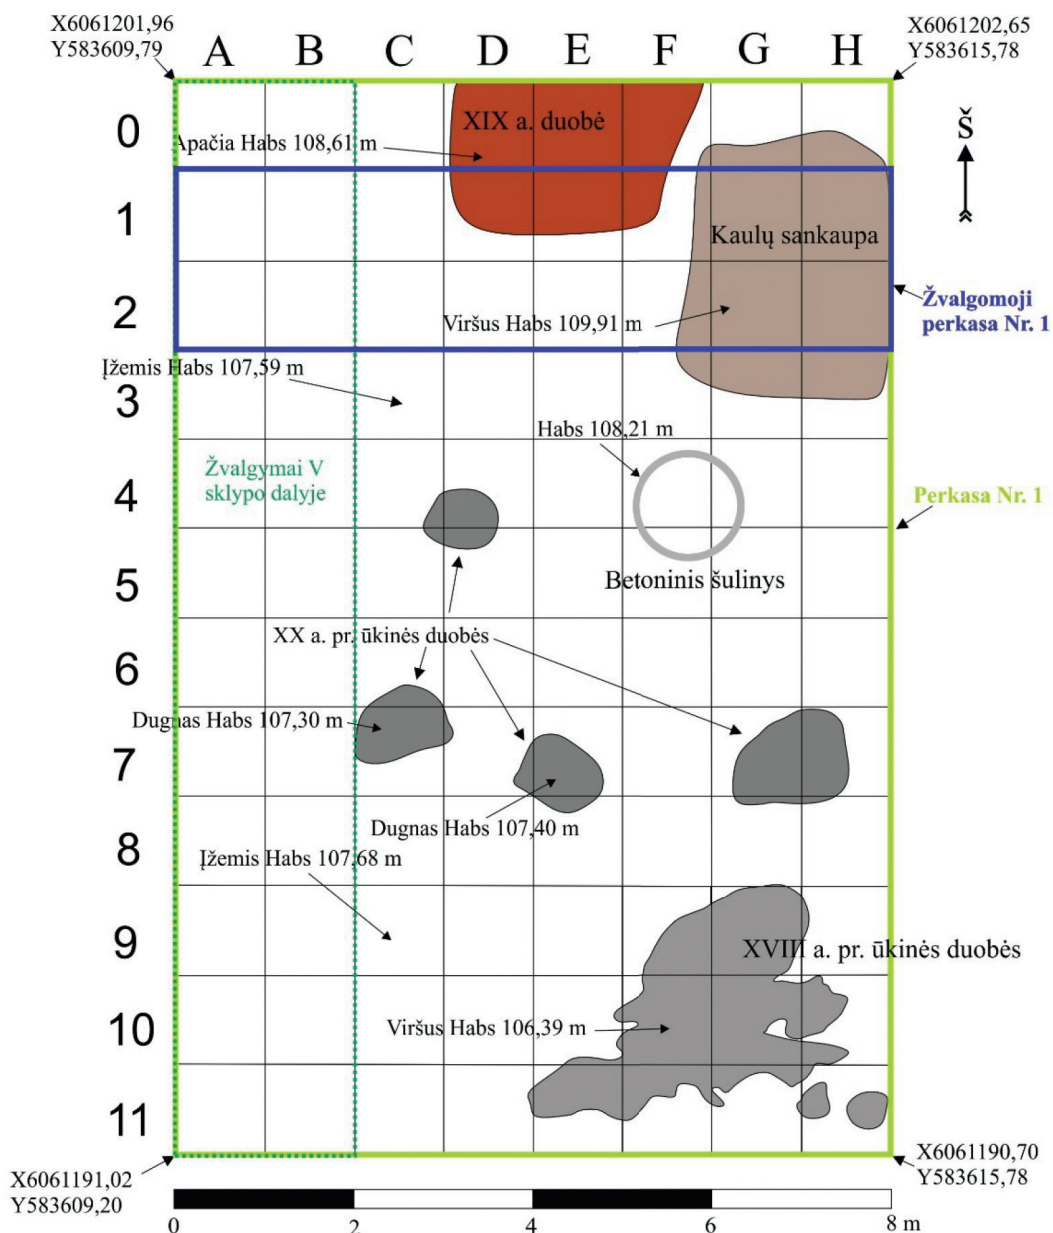 X6061201,96
Y583609,79
X6061202,65
Y583615,78
A B C D E F G H
0
XIX a. duobė
Apačia Habs 108,61 m
Š
1
Kaulų sankaupa
2
Viršus Habs 109,91 m
Žvalgomoji
perkasa Nr. 1
Įžemis Habs 107,59 m
3
Habs 108,21 m
Žvalgymai V
sklypo dalyje
4
Perkasa Nr. 1
5
Betoninis šulinys
XX a. pr. ūkinės duobės
6
Dugnas Habs 107,30 m
7
Dugnas Habs 107,40 m
8
Įžemis Habs 107,68 m
9
XVIII a. pr. ūkinės duobės
10
Viršus Habs 106,39 m
11
X6061191,02
Y583609,20
X6061190,70
Y583615,78
0 2 4 6 8 m